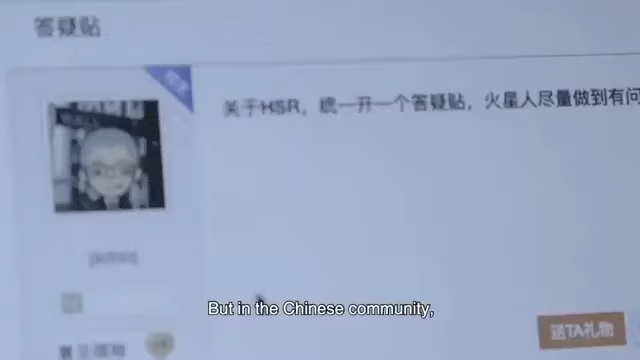 答疑贴
关于HSR，统一开一个答疑贴，火星人尽量做到有问
送TA礼物
But in the Chinese community,